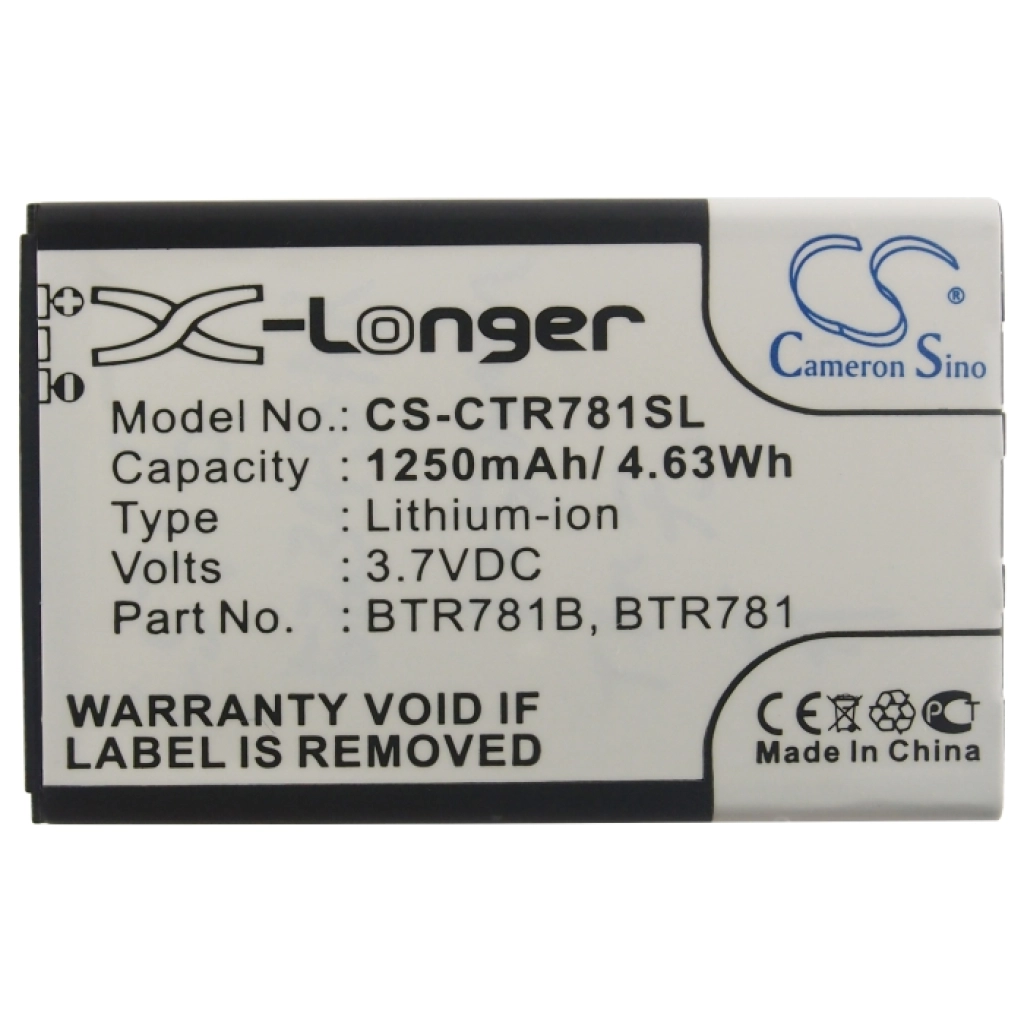 X-Longer
CS ®
Cameron Sino
Model No.: CS-CTR781SL
Capacity : 1250mAh/ 4.63Wh
Type : Lithium-ion
Volts : 3.7VDC
Part No. : BTR781B, BTR781
WARRANTY VOID IF
LABEL IS REMOVED
CE PCT
Made In China